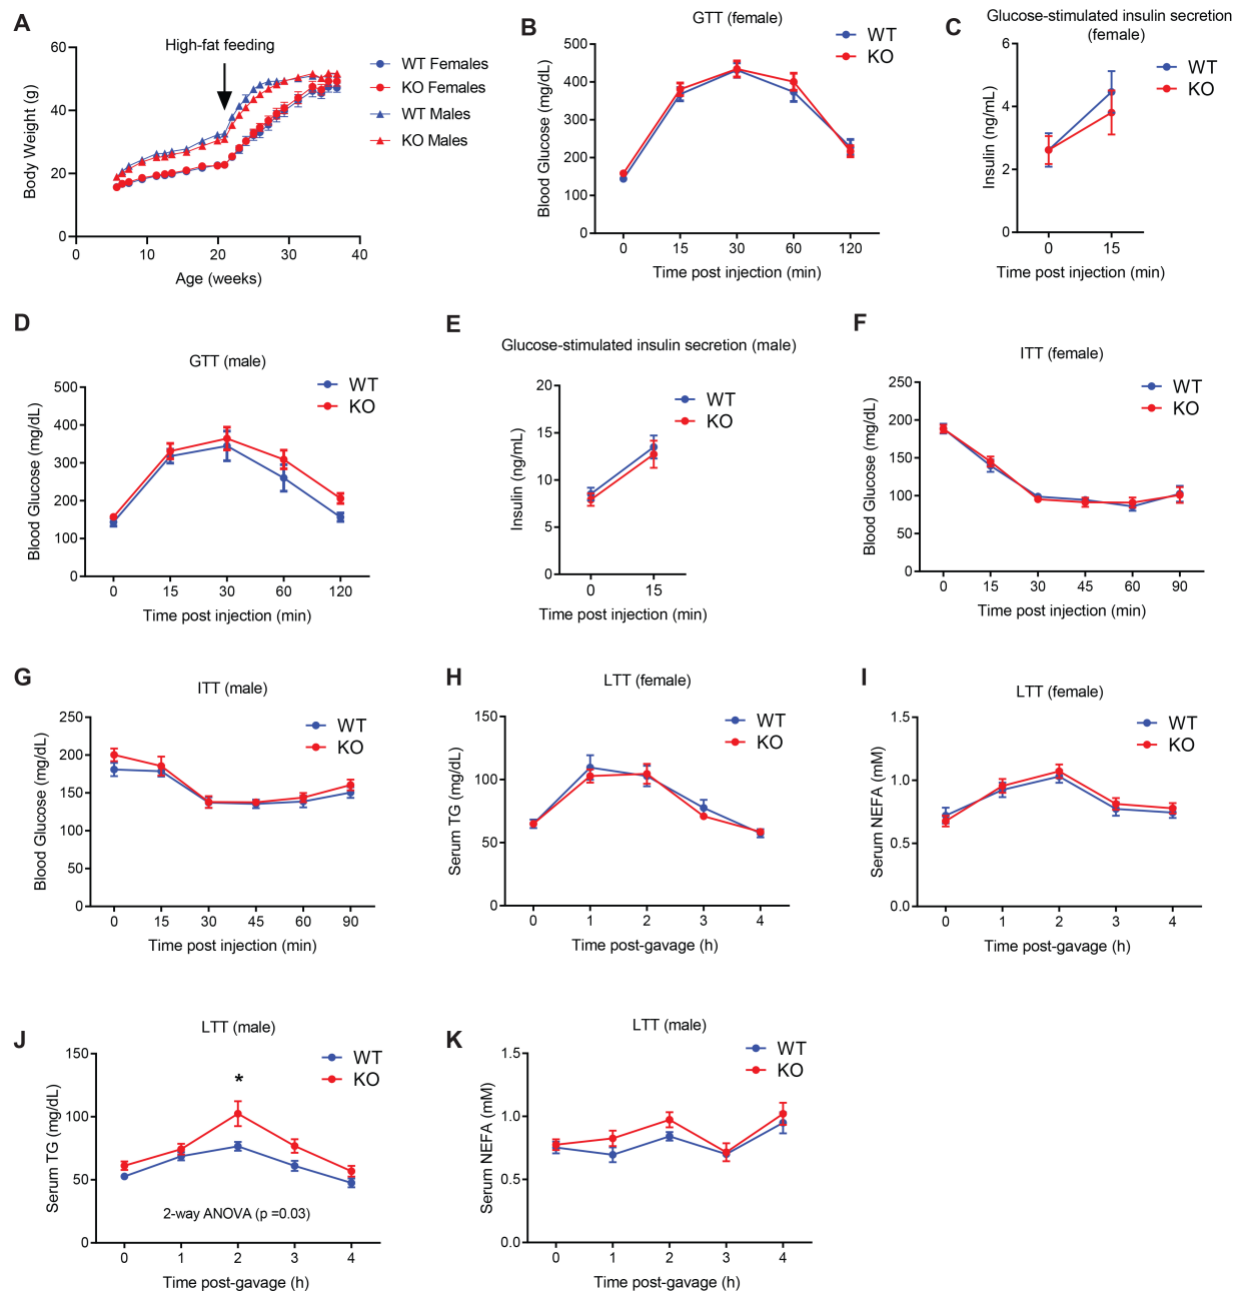 A
High-fat feeding
Body Weight (g)
60
40
20
0
0
10
20
30
40
Age (weeks)
WT Females
KO Females
WT Males
KO Males
B
GTT (female)
WT
KO
Blood Glucose (mg/dL)
500
400
300
200
100
0
15
30
60
120
Time post injection (min)
C
Glucose-stimulated insulin secretion
(female)
WT
KO
Insulin (ng/mL)
6
4
2
0
0
15
Time post injection (min)
D
GTT (male)
WT
KO
Blood Glucose (mg/dL)
500
400
300
200
100
0
0
15
30
60
120
Time post injection (min)
E
Glucose-stimulated insulin secretion (male)
WT
KO
Insulin (ng/mL)
20
15
10
5
0
0
15
Time post injection (min)
F
ITT (female)
WT
KO
Blood Glucose (mg/dL)
250
200
150
100
50
0
0
15
30
45
60
90
Time post injection (min)
G
ITT (male)
WT
KO
Blood Glucose (mg/dL)
250
200
150
100
50
0
0
15
30
45
60
90
Time post injection (min)
H
LTT (female)
WT
KO
Serum TG (mg/dL)
150
100
50
0
0
1
2
3
4
Time post-gavage (h)
I
LTT (female)
WT
KO
Serum NEFA (mM)
1.5
1.0
0.5
0.0
0
1
2
3
4
Time post-gavage (h)
J
LTT (male)
WT
KO
Serum TG (mg/dL)
150
100
50
0
*
2-way ANOVA (p =0.03)
0
1
2
3
4
Time post-gavage (h)
K
LTT (male)
WT
KO
Serum NEFA (mM)
1.5
1.0
0.5
0.0
0
1
2
3
4
Time post-gavage (h)